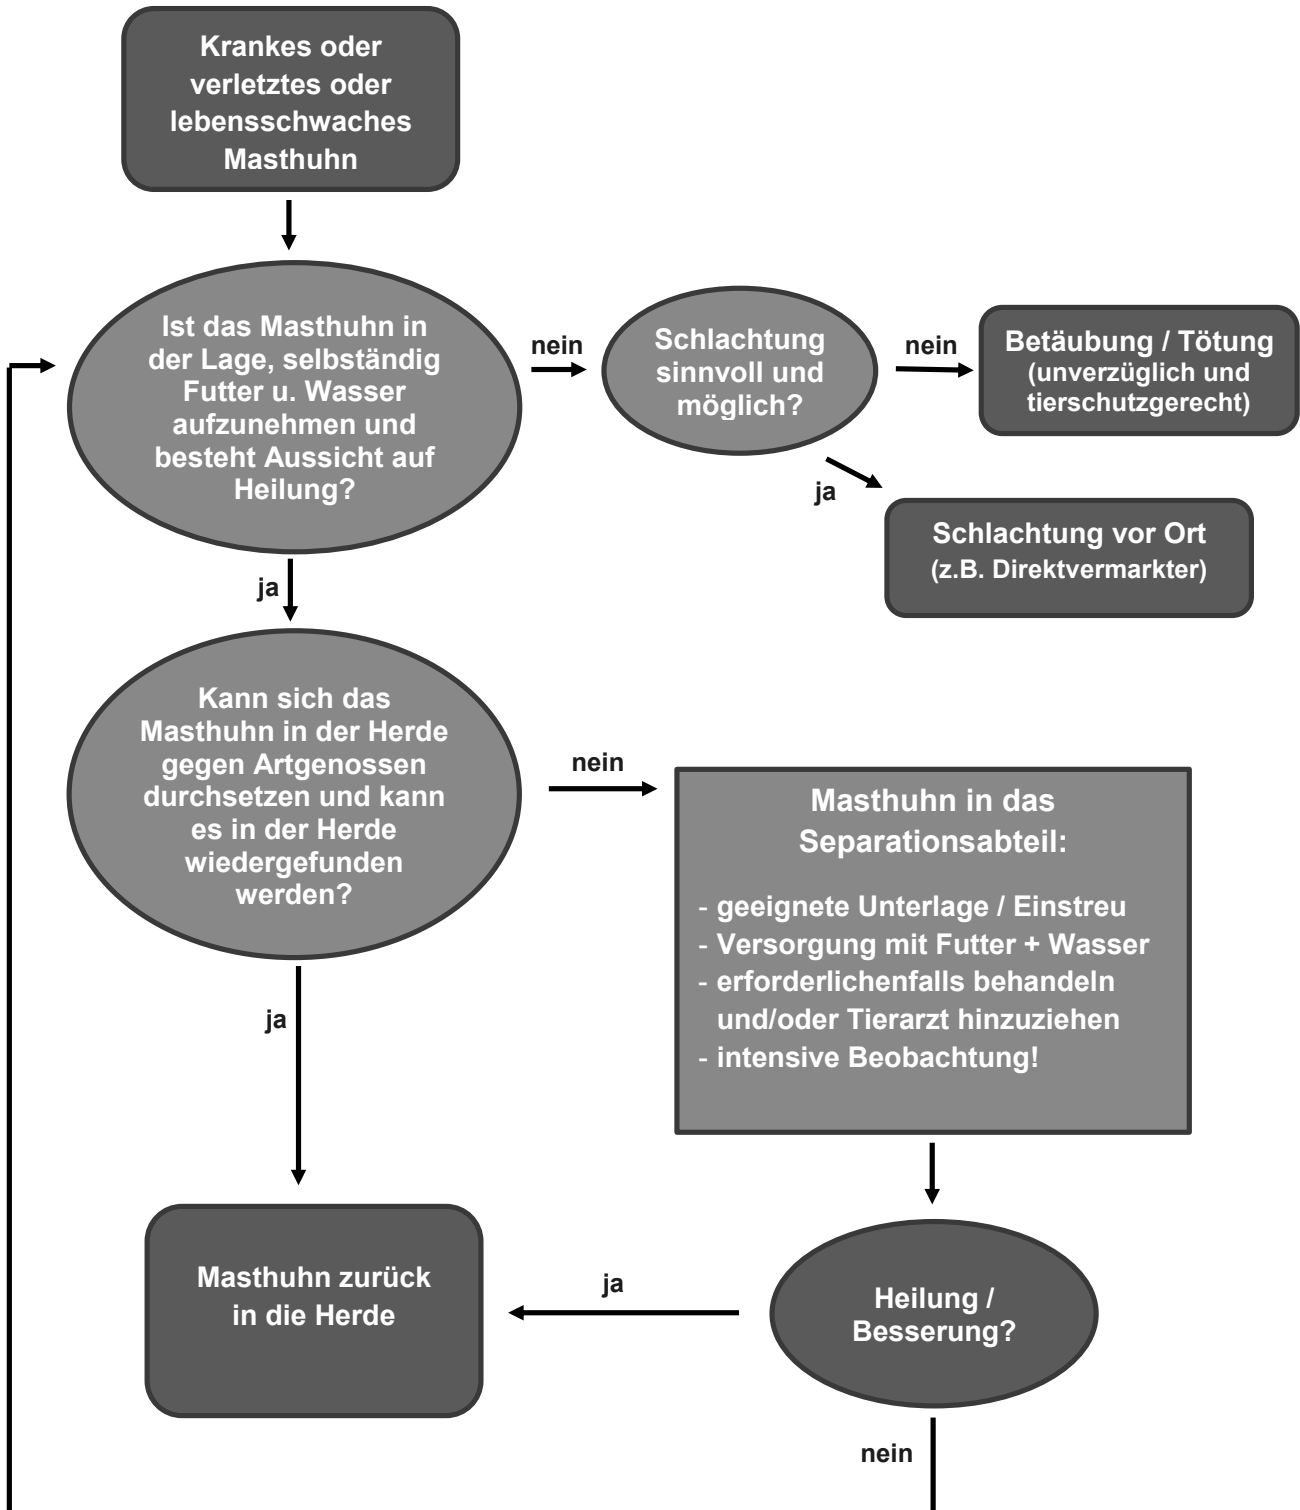 Krankes oder
verletztes oder
lebensschwaches
Masthuhn
Ist das Masthuhn in
der Lage, selbständig
Futter u. Wasser
aufzunehmen und
besteht Aussicht auf
Heilung?
nein
Schlachtung
sinnvoll und
möglich?
nein
Betäubung / Tötung
(unverzüglich und
tierschutzgerecht)
ja
Schlachtung vor Ort
(z.B. Direktvermarkter)
ja
Kann sich das
Masthuhn in der Herde
gegen Artgenossen
durchsetzen und kann
es in der Herde
wiedergefunden
werden?
nein
Masthuhn in das
Separationsabteil:
- geeignete Unterlage / Einstreu
- Versorgung mit Futter + Wasser
- erforderlichenfalls behandeln
und/oder Tierarzt hinzuziehen
- intensive Beobachtung!
ja
Masthuhn zurück
in die Herde
ja
Heilung /
Besserung?
nein